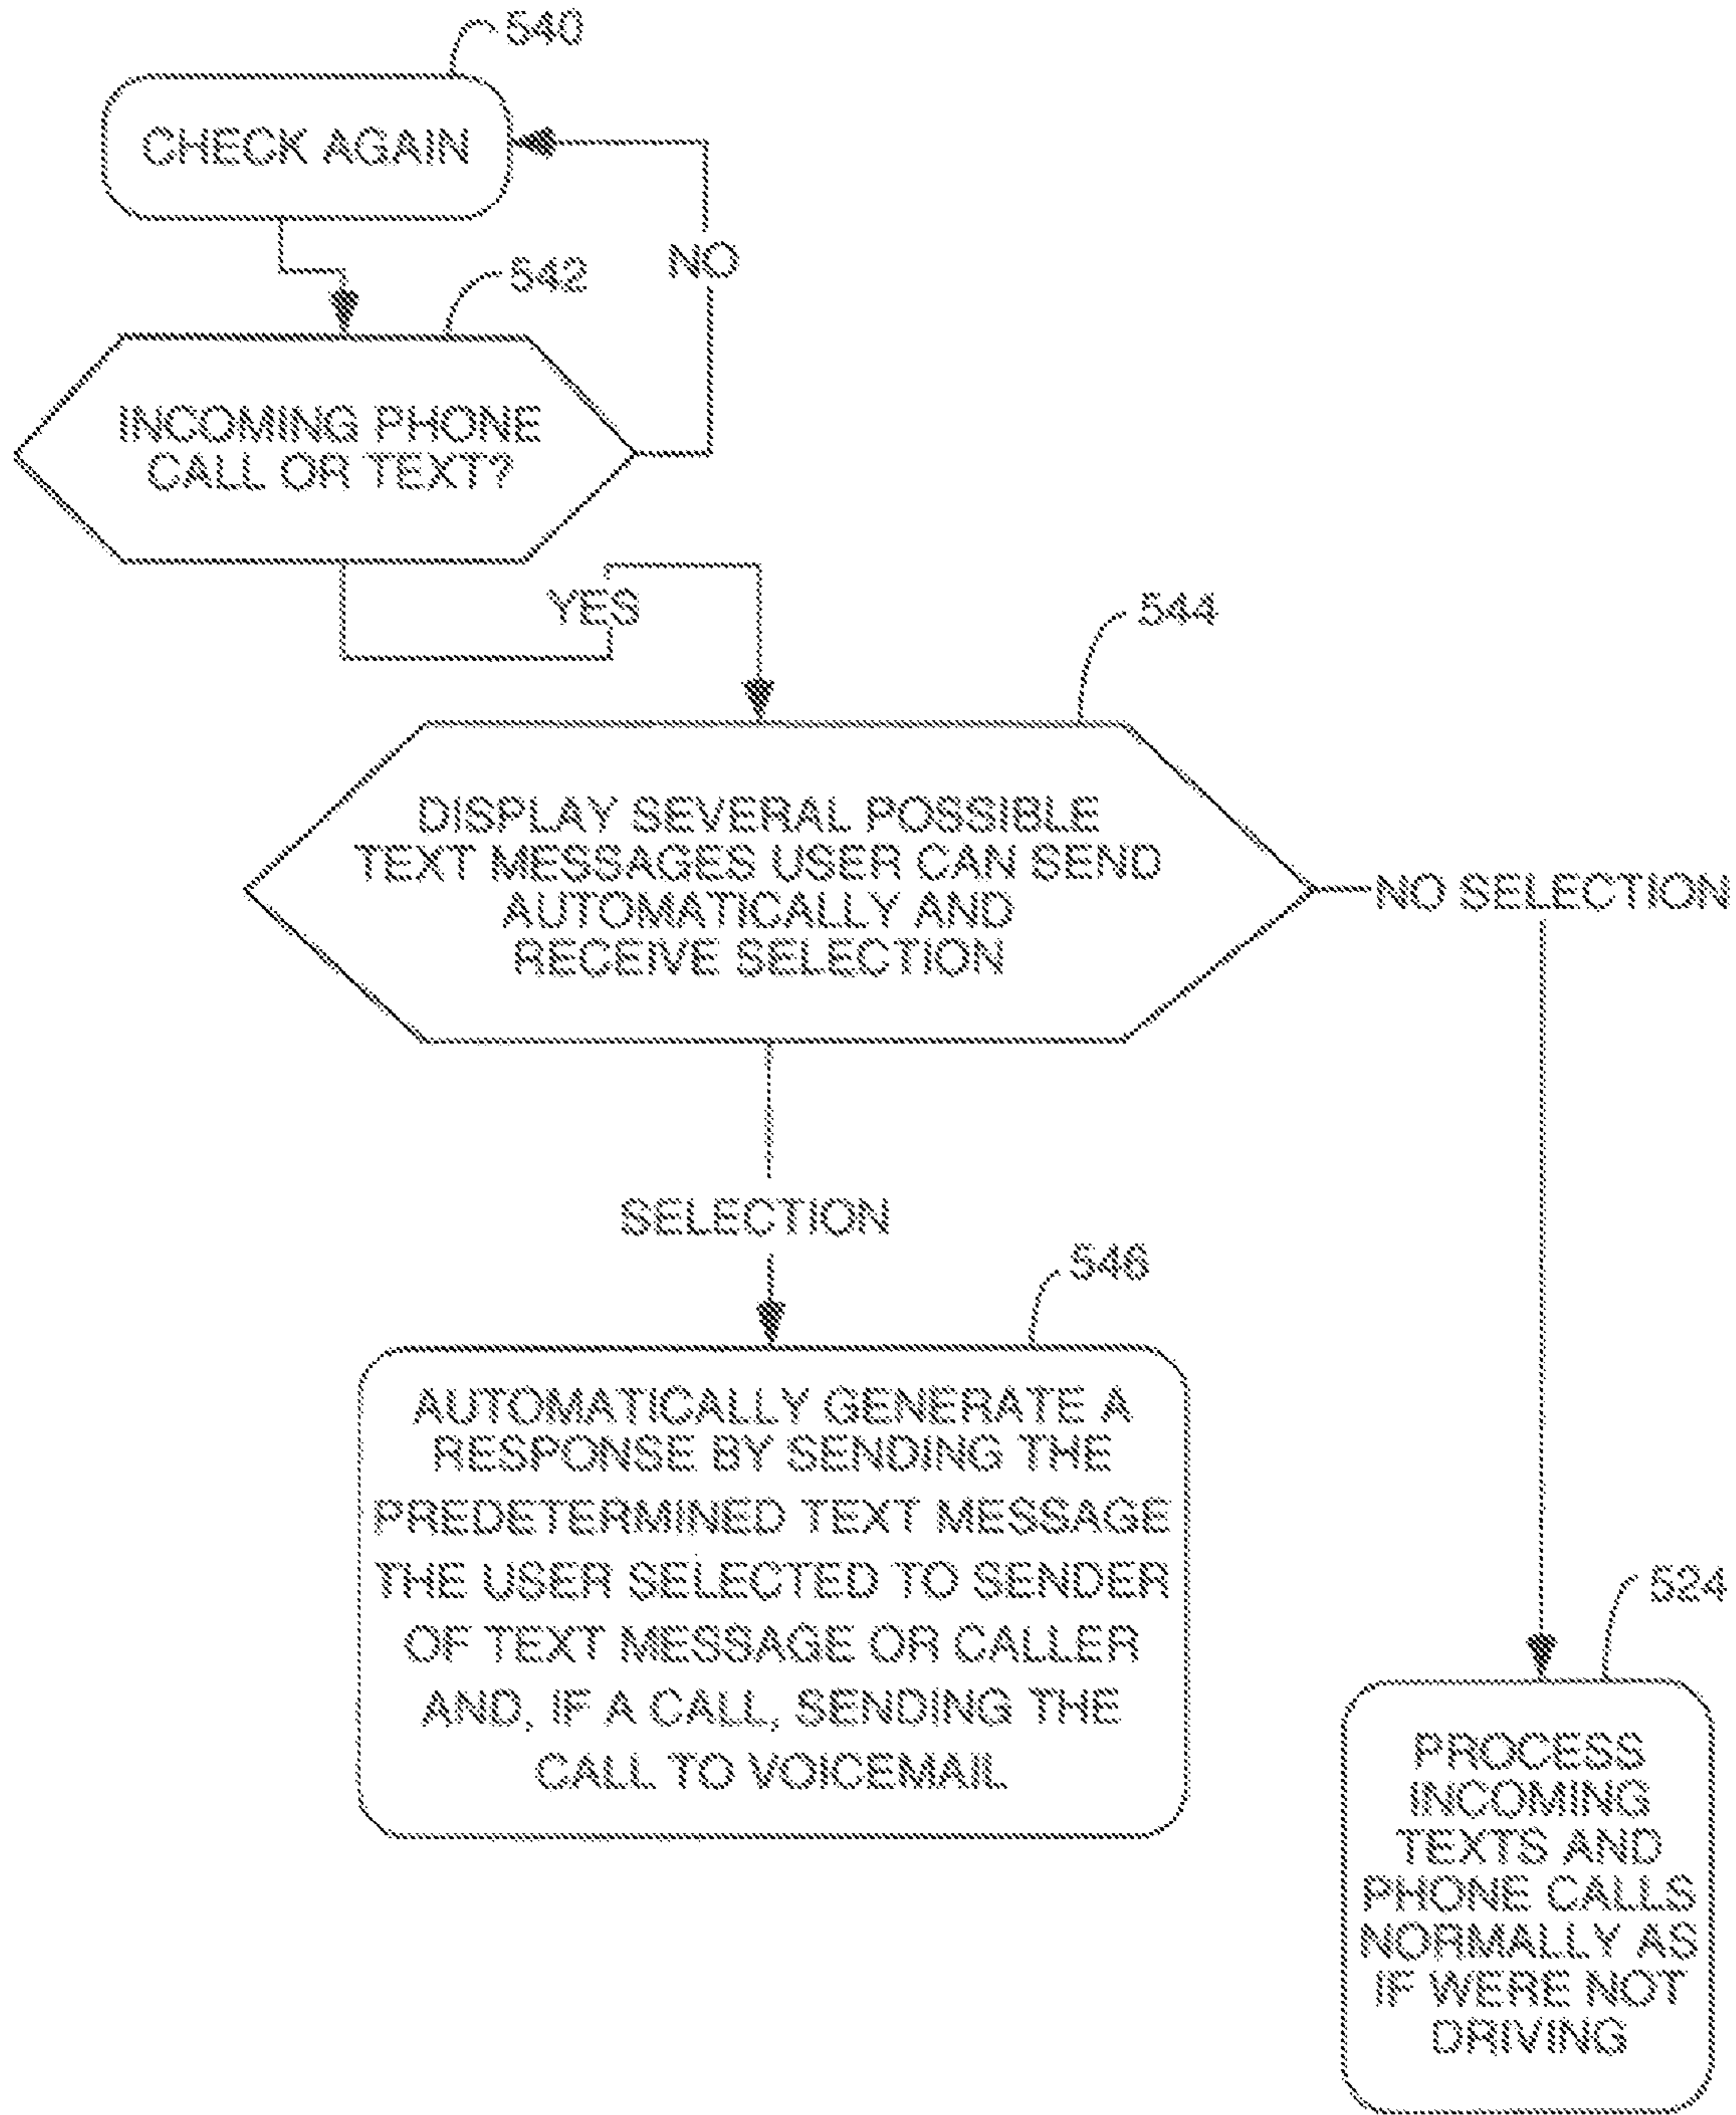 540
CHECK AGAIN
NO
542
INCOMING PHONE
CALL OR TEXT?
YES
544
DISPLAY SEVERAL POSSIBLE
TEXT MESSAGES USER CAN SEND
AUTOMATICALLY AND
RECEIVE SELECTION
NO SELECTION
SELECTION
546
AUTOMATICALLY GENERATE A
RESPONSE BY SENDING THE
PREDETERMINED TEXT MESSAGE
THE USER SELECTED TO SENDER
OF TEXT MESSAGE OR CALLER
AND, IF A CALL, SENDING THE
CALL TO VOICEMAIL
524
PROCESS
INCOMING
TEXTS AND
PHONE CALLS
NORMALLY AS
IF WERE NOT
DRIVING